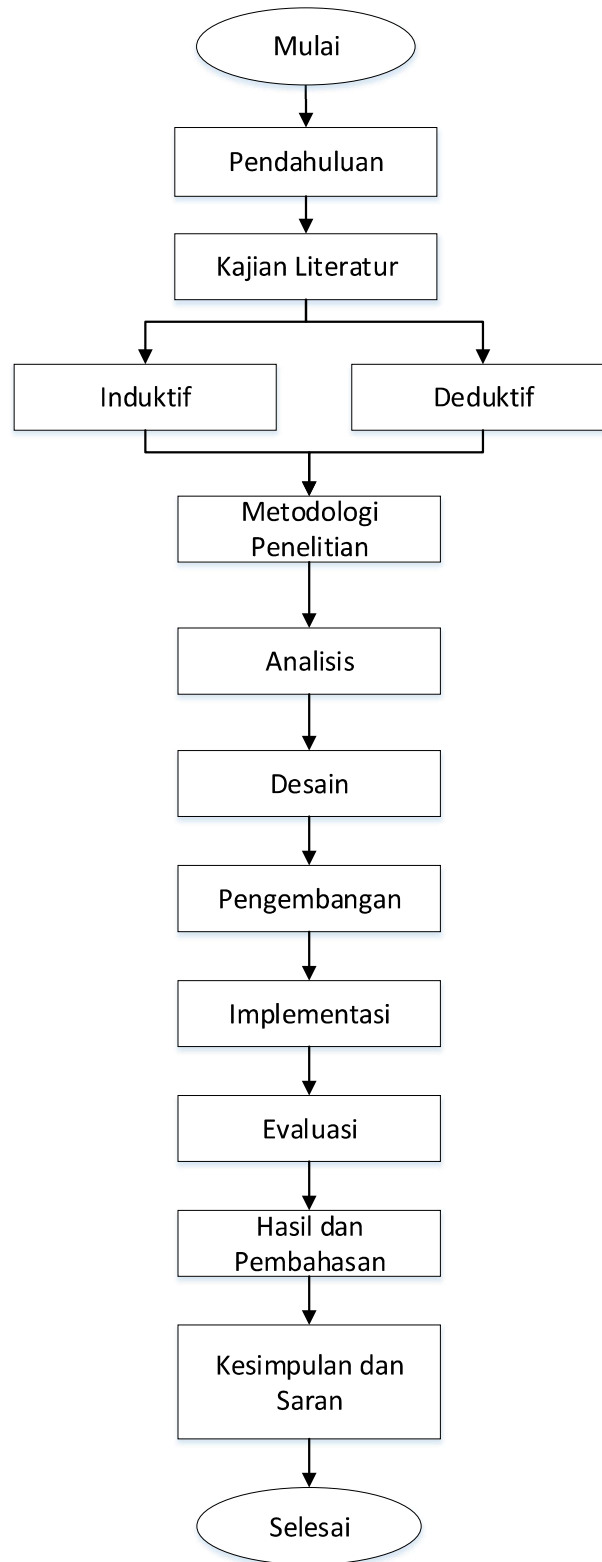 Mulai
Pendahuluan
Kajian Literatur
Induktif
Deduktif
Metodologi
Penelitian
Analisis
Desain
Pengembangan
Implementasi
Evaluasi
Hasil dan
Pembahasan
Kesimpulan dan
Saran
Selesai